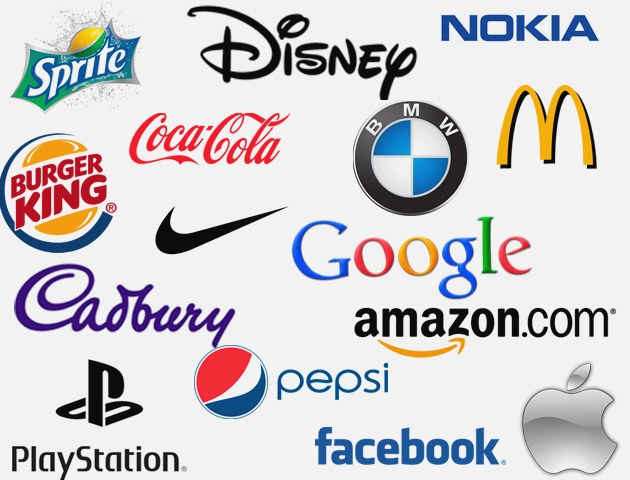 Sprite
DISNEY
NOKIA
Coca-Cola
BMW
M
BURGER
KING®
Google
Cadbury
amazon.com®
pepsi
PlayStation®
facebook®